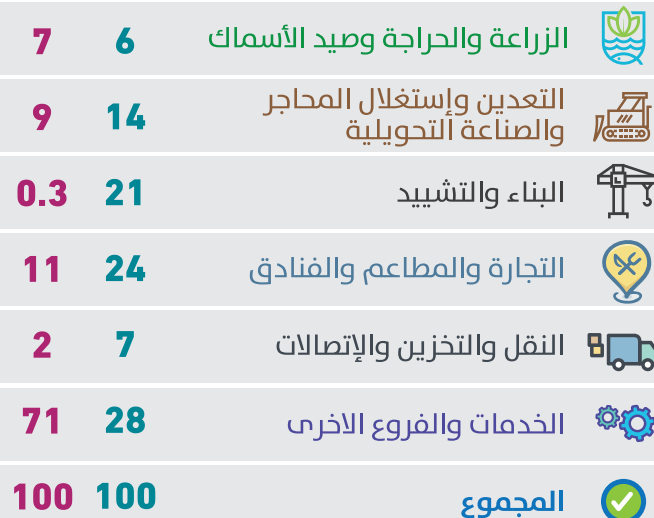 الزراعة والحراجة وصيد الأسماك 6 7
التعدين وإستغلال المحاجر
والصناعة التحويلية 14 9
البناء والتشييد 21 0.3
التجارة والمطاعم والفنادق 24 11
النقل والتخزين والإتصالات 7 2
الخدمات والفروع الاخرى 28 71
المجموع 100 100